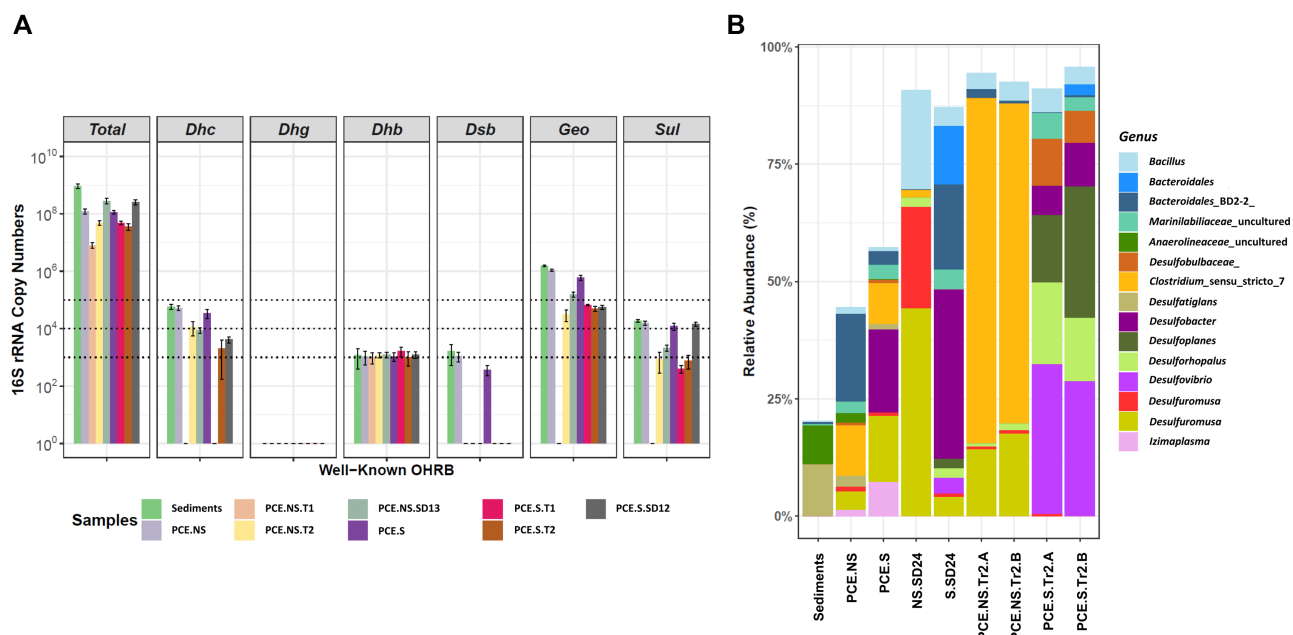 A
B
Total Dhc Dhg Dhb Dsb Geo Sul
16S rRNA Copy Numbers
10^10
10^8
10^6
10^4
10^2
10^0
Well−Known OHRB
Samples
Sediments PCE.NS.T1 PCE.NS.SD13 PCE.S.T1 PCE.S.SD12
PCE.NS PCE.NS.T2 PCE.S PCE.S.T2
Relative Abundance (%)
100%
75%
50%
25%
0%
Sediments
PCE.NS
PCE.S
NS.SD24
S.SD24
PCE.NS.Tr2.A
PCE.NS.Tr2.B
PCE.S.Tr2.A
PCE.S.Tr2.B
Genus
Bacillus
Bacteroidales
Bacteroidales_BD2-2_
Marinilabiliaceae_uncultured
Anaerolineaceae_uncultured
Desulfobulbaceae_
Clostridium_sensu_stricto_7
Desulfatiglans
Desulfobacter
Desulfoplanes
Desulforhopalus
Desulfovibrio
Desulfuromusa
Desulfuromusa
Izimaplasma